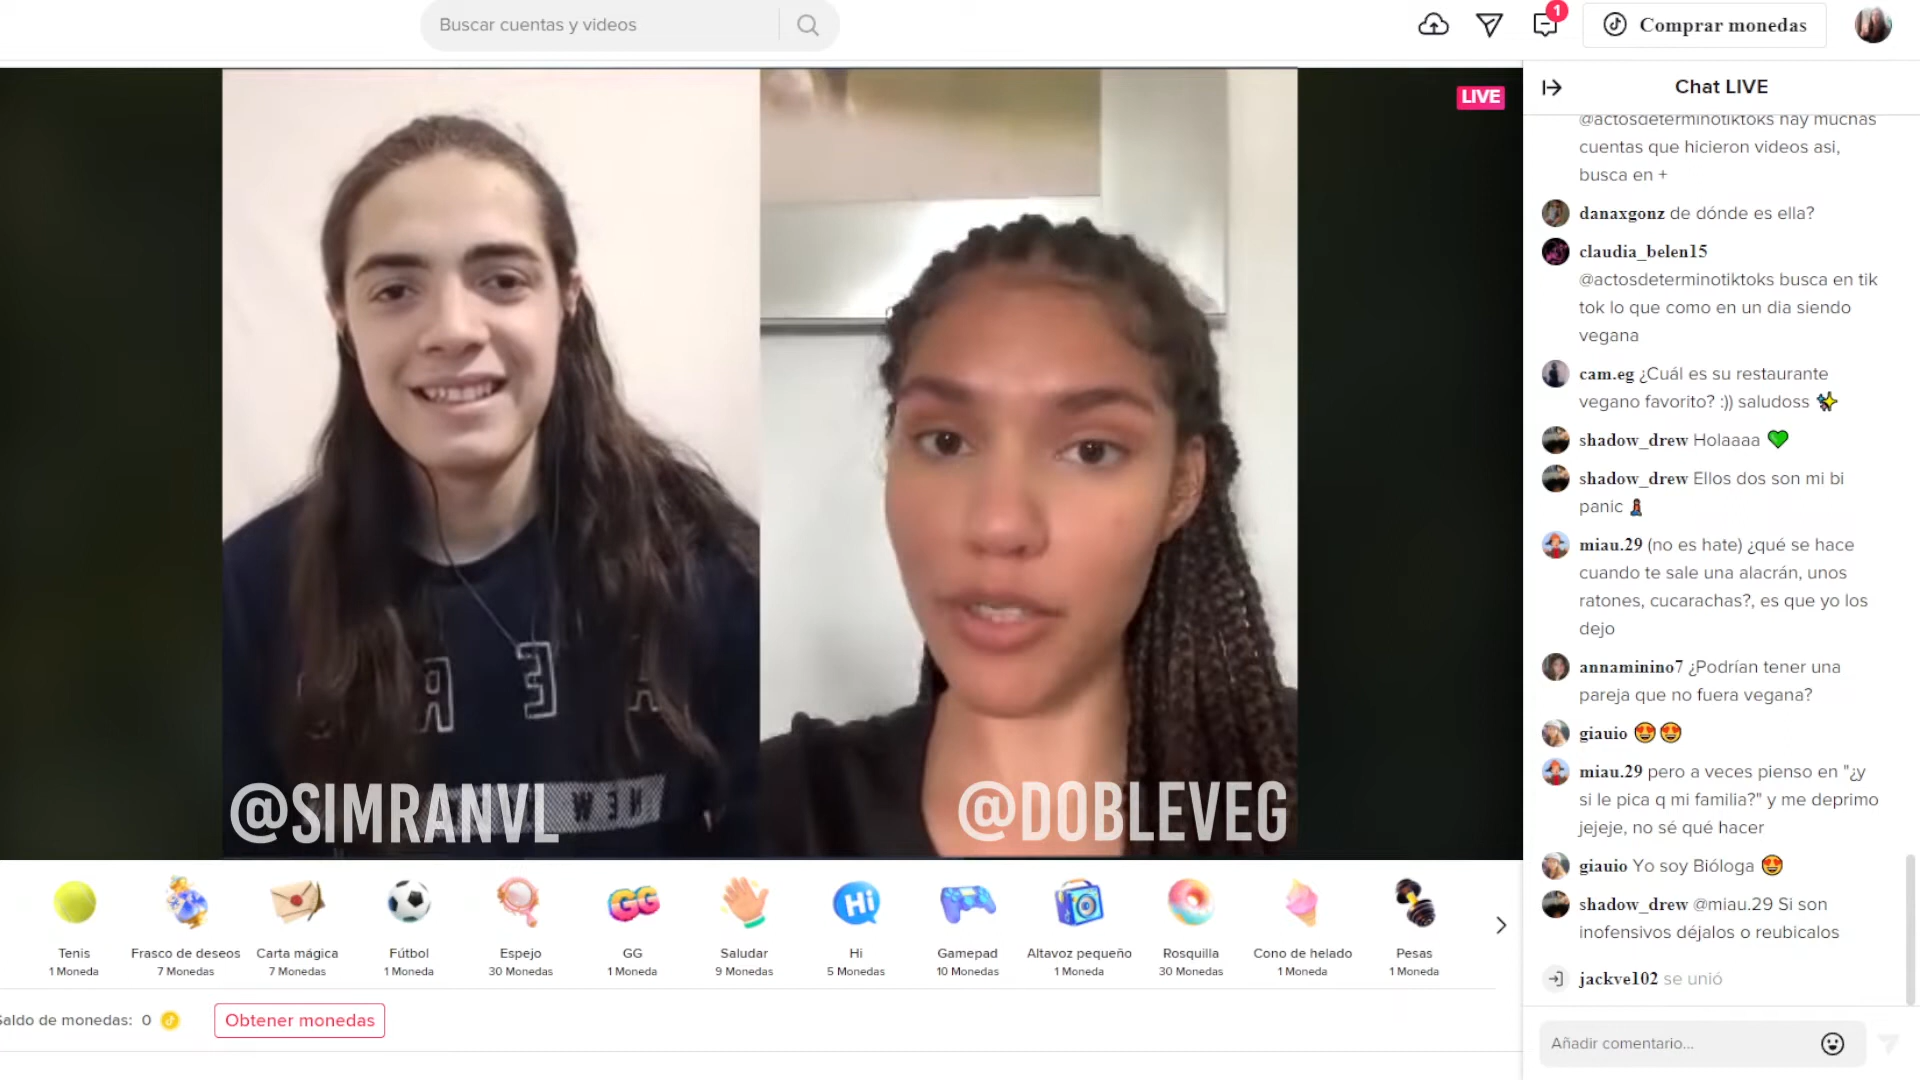 Buscar cuentas y videos
1
Comprar monedas
LIVE
@SIMRANVL
@DOBLEVEG
Chat LIVE
@actosdeterminotiktoks hay muchas
cuentas que hicieron videos asi,
busca en +
danaxgonz de dónde es ella?
claudia_belen15
@actosdeterminotiktoks busca en tik
tok lo que como en un dia siendo
vegana
cam.eg ¿Cuál es su restaurante
vegano favorito? :)) saludoss ✨
shadow_drew Holaaaa 💚
shadow_drew Ellos dos son mi bi
panic
miau.29 (no es hate) ¿qué se hace
cuando te sale una alacrán, unos
ratones, cucarachas?, es que yo los
dejo
annaminino7 ¿Podrían tener una
pareja que no fuera vegana?
giauio 😍😍
miau.29 pero a veces pienso en "¿y
si le pica q mi familia?" y me deprimo
jejeje, no sé qué hacer
giauio Yo soy Bióloga 😍
shadow_drew @miau.29 Si son
inofensivos déjalos o reubicalos
jackve102 se unió
Añadir comentario...
GG
Hi
Tenis
1 Moneda
Frasco de deseos
7 Monedas
Carta mágica
7 Monedas
Fútbol
1 Moneda
Espejo
30 Monedas
GG
1 Moneda
Saludar
9 Monedas
Hi
5 Monedas
Gamepad
10 Monedas
Altavoz pequeño
1 Moneda
Rosquilla
30 Monedas
Cono de helado
1 Moneda
Pesas
1 Moneda
Saldo de monedas: 0
Obtener monedas